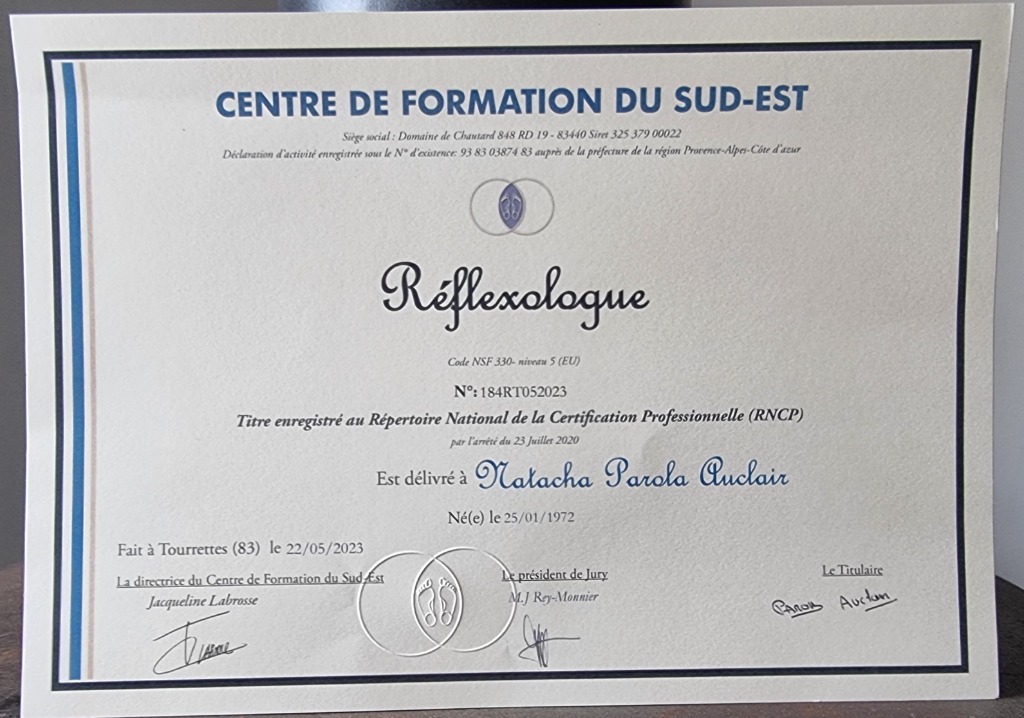 CENTRE DE FORMATION DU SUD-EST
Siège social : Domaine de Chautard 848 RD 19 - 83440 Siret 325 379 00022
Déclaration d'activité enregistrée sous le N° d'existence: 93 83 03874 83 auprès de la préfecture de la région Provence-Alpes-Côte d'azur
Réflexologue
Code NSF 330- niveau 5 (EU)
N°: 184RT052023
Titre enregistré au Répertoire National de la Certification Professionnelle (RNCP)
par l'arrêté du 23 Juillet 2020
Est délivré à Natacha Parola Auclair
Né(e) le 25/01/1972
Fait à Tourrettes (83) le 22/05/2023
La directrice du Centre de Formation du Sud-Est
Jacqueline Labrosse
Le président de Jury
M.J Rey-Monnier
Le Titulaire